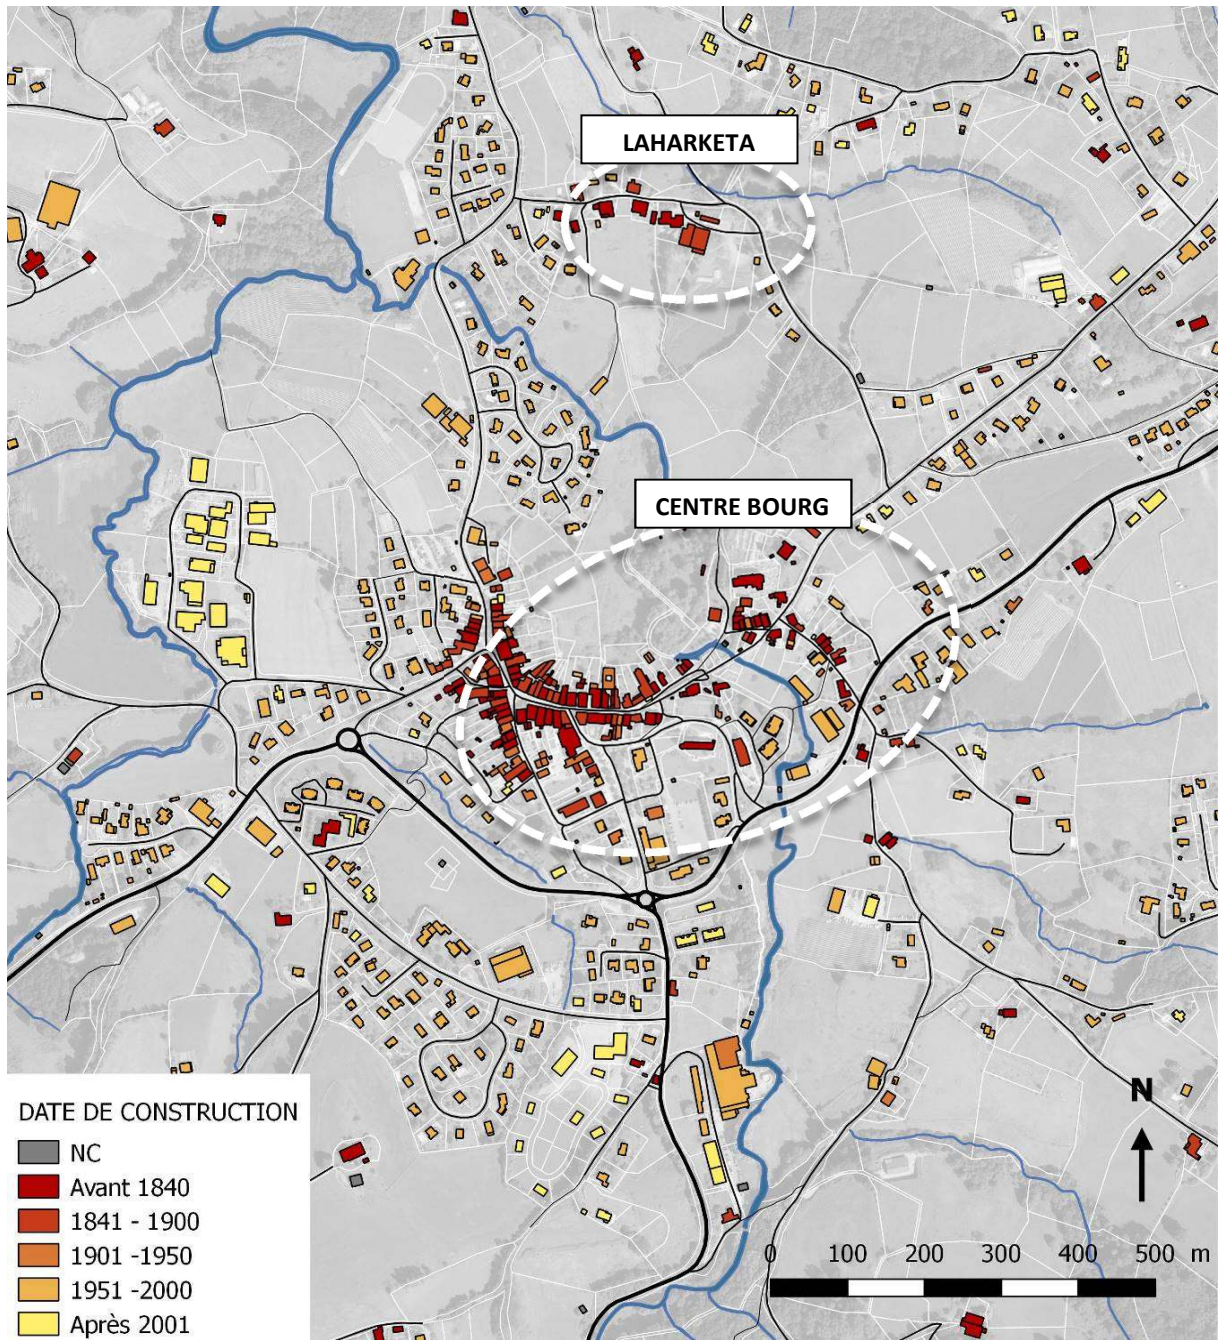 LAHARKETA
CENTRE BOURG
DATE DE CONSTRUCTION
NC
Avant 1840
1841 - 1900
1901 -1950
1951 -2000
Après 2001
N
0 100 200 300 400 500 m